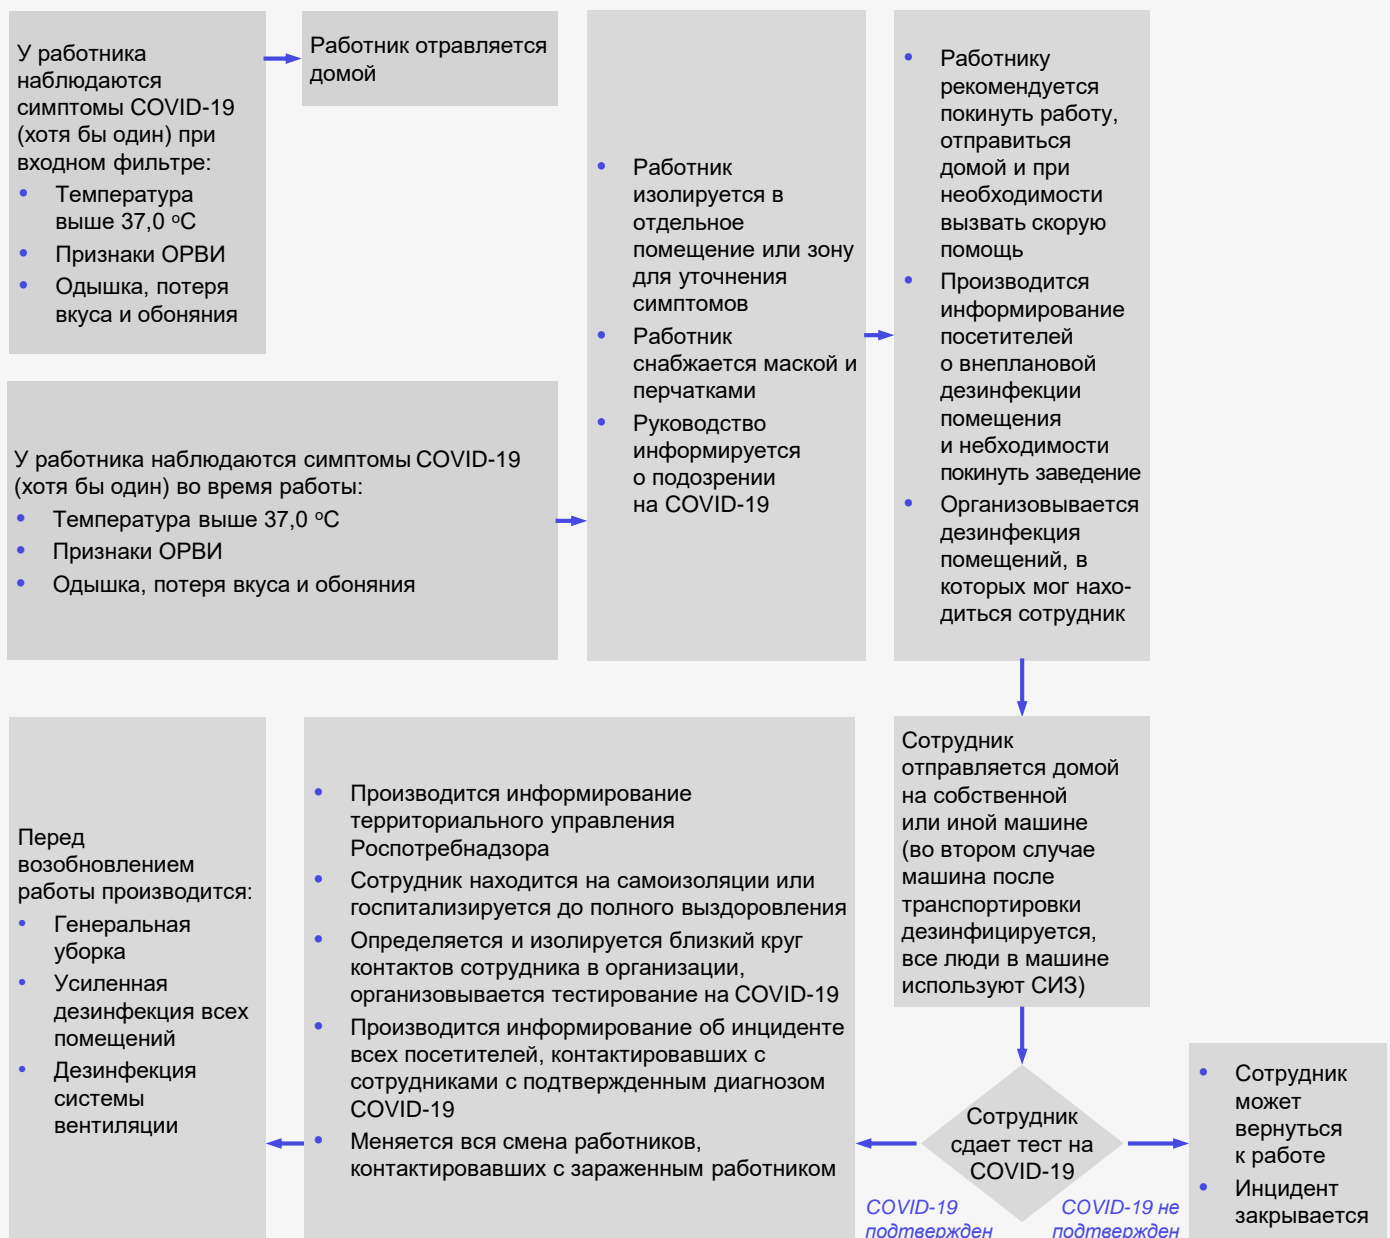 У работника
наблюдаются
симптомы COVID-19
(хотя бы один) при
входном фильтре:
• Температура
выше 37,0 ºС
• Признаки ОРВИ
• Одышка, потеря
вкуса и обоняния
Работник отравляется
домой
У работника наблюдаются симптомы COVID-19
(хотя бы один) во время работы:
• Температура выше 37,0 ºС
• Признаки ОРВИ
• Одышка, потеря вкуса и обоняния
• Работник
изолируется в
отдельное
помещение или зону
для уточнения
симптомов
• Работник
снабжается маской и
перчатками
• Руководство
информируется
о подозрении
на COVID-19
• Работнику
рекомендуется
покинуть работу,
отправиться
домой и при
необходимости
вызвать скорую
помощь
• Производится
информирование
посетителей
о внеплановой
дезинфекции
помещения
и небходимости
покинуть заведение
• Организовывается
дезинфекция
помещений, в
которых мог нахо-
диться сотрудник
Сотрудник
отправляется домой
на собственной
или иной машине
(во втором случае
машина после
транспортировки
дезинфицируется,
все люди в машине
используют СИЗ)
Сотрудник
сдает тест на
COVID-19
COVID-19
подтвержден
COVID-19 не
подтвержден
• Сотрудник
может
вернуться
к работе
• Инцидент
закрывается
• Производится информирование
территориального управления
Роспотребнадзора
• Сотрудник находится на самоизоляции или
госпитализируется до полного выздоровления
• Определяется и изолируется близкий круг
контактов сотрудника в организации,
организовывается тестирование на COVID-19
• Производится информирование об инциденте
всех посетителей, контактировавших с
сотрудниками с подтвержденным диагнозом
COVID-19
• Меняется вся смена работников,
контактировавших с зараженным работником
Перед
возобновлением
работы производится:
• Генеральная
уборка
• Усиленная
дезинфекция всех
помещений
• Дезинфекция
системы
вентиляции